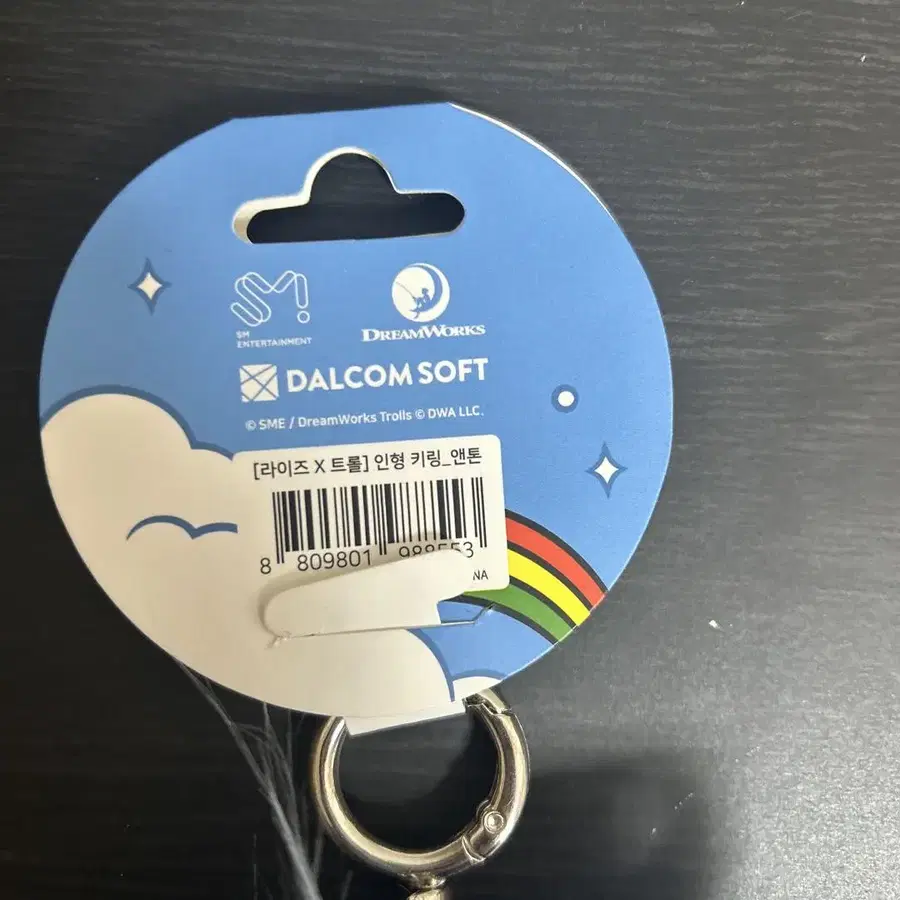 SM
SM
ENTERTAINMENT
DREAMWORKS
DALCOM SOFT
© SME / DreamWorks Trolls © DWA LLC.
[라이즈 X 트롤] 인형 키링_앤톤
8 809801 988553